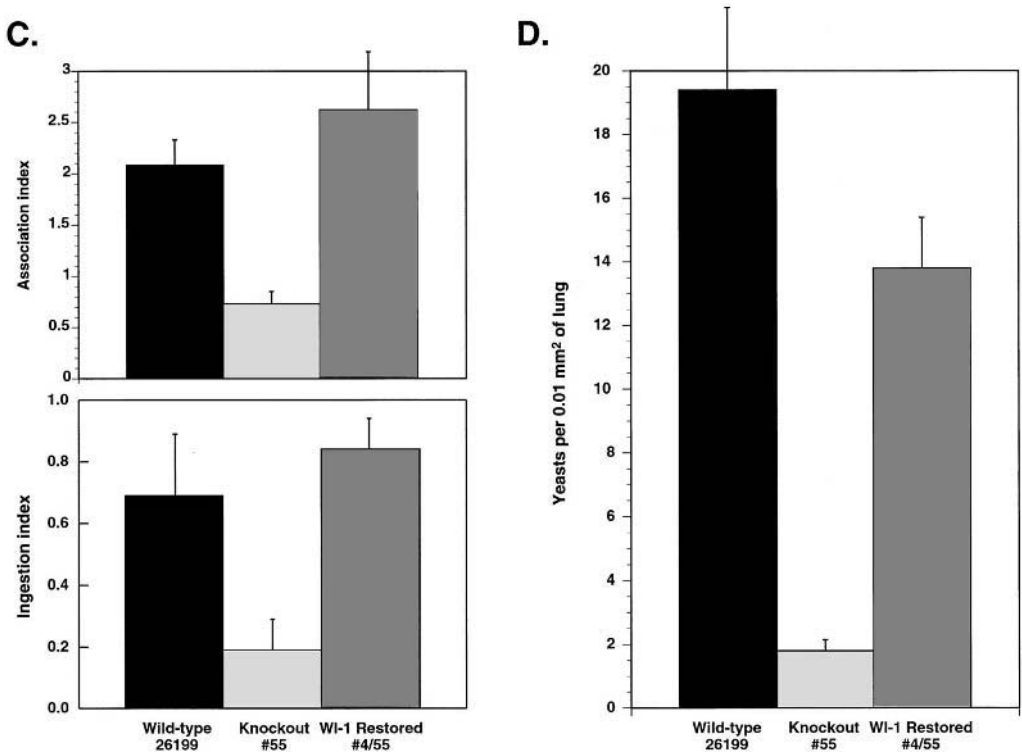 C.
Association index
3
2.5
2
1.5
1
0.5
0
Ingestion index
1.0
0.8
0.6
0.4
0.2
0.0
Wild-type Knockout WI-1 Restored
26199 #55 #4/55
D.
Yeasts per 0.01 mm² of lung
20
18
16
14
12
10
8
6
4
2
0
Wild-type Knockout WI-1 Restored
26199 #55 #4/55